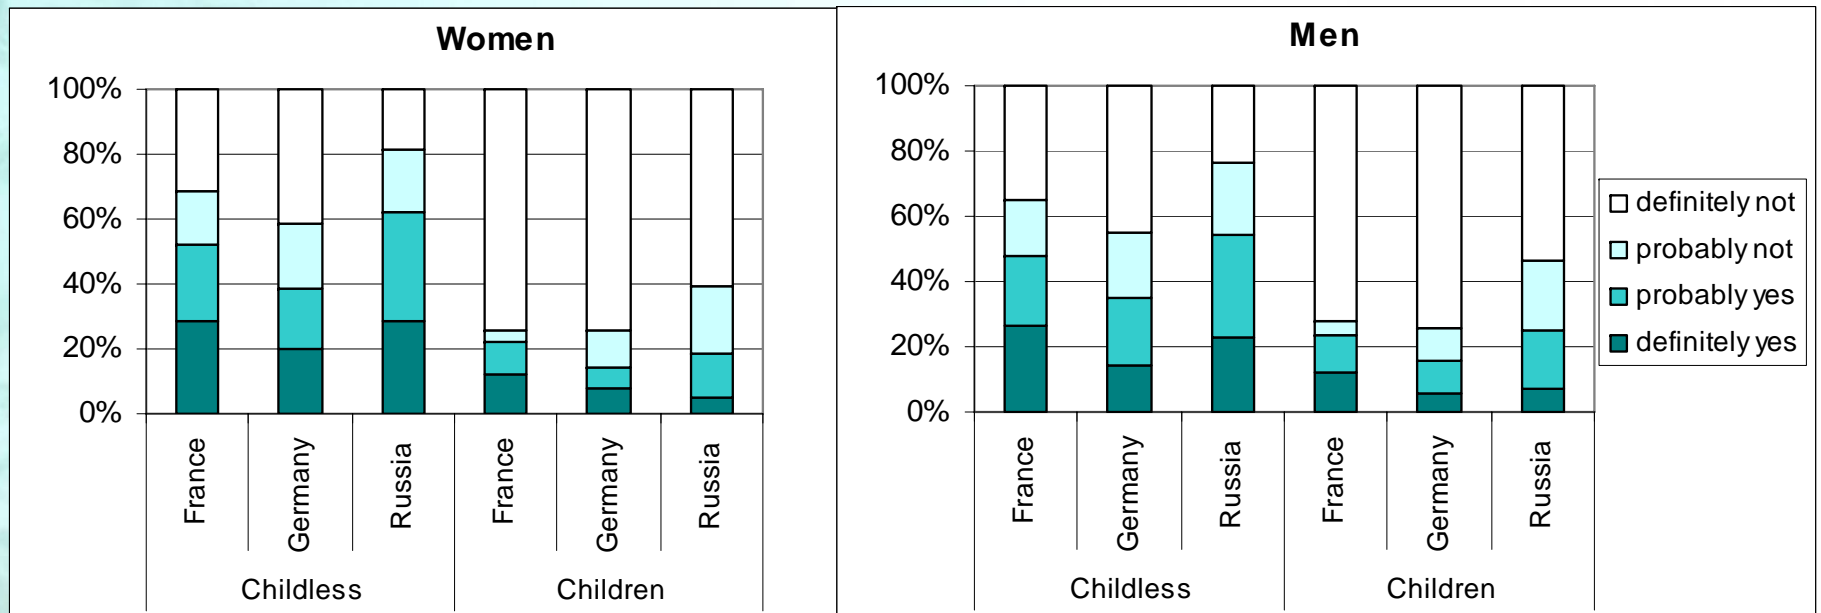 Women
100%
80%
60%
40%
20%
0%
France
Germany
Russia
France
Germany
Russia
Childless
Children
Men
100%
80%
60%
40%
20%
0%
France
Germany
Russia
France
Germany
Russia
Childless
Children
definitely not
probably not
probably yes
definitely yes